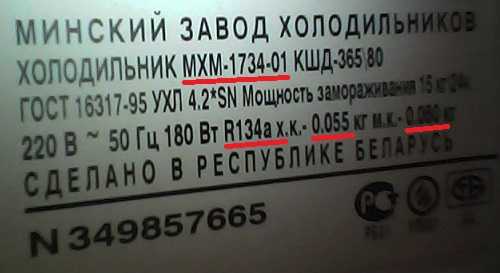 МИНСКИЙ ЗАВОД ХОЛОДИЛЬНИКОВ
ХОЛОДИЛЬНИК МХМ-1734-01 КШД-365\80
ГОСТ 16317-95 УХЛ 4.2*SN Мощность замораживания 15 кг/24ч
220 В ~ 50 Гц 180 Вт R134a х.к.- 0.055 кг м.к.- 0.080 кг
СДЕЛАНО В РЕСПУБЛИКЕ БЕЛАРУСЬ
N 349857665